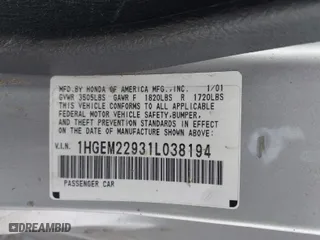 MFD.BY HONDA OF AMERICA MFG.,INC. 1/01
GVWR 3505LBS GAWR F 1820LBS R 1720LBS
THIS VEHICLE CONFORMS TO ALL APPLICABLE
FEDERAL MOTOR VEHICLE SAFETY,BUMPER,
AND THEFT PREVENTION STANDARDS IN
EFFECT ON THE DATE OF MANUFACTURE
SHOWN ABOVE.
V.I.N. 1HGEM22931L038194
PASSENGER CAR